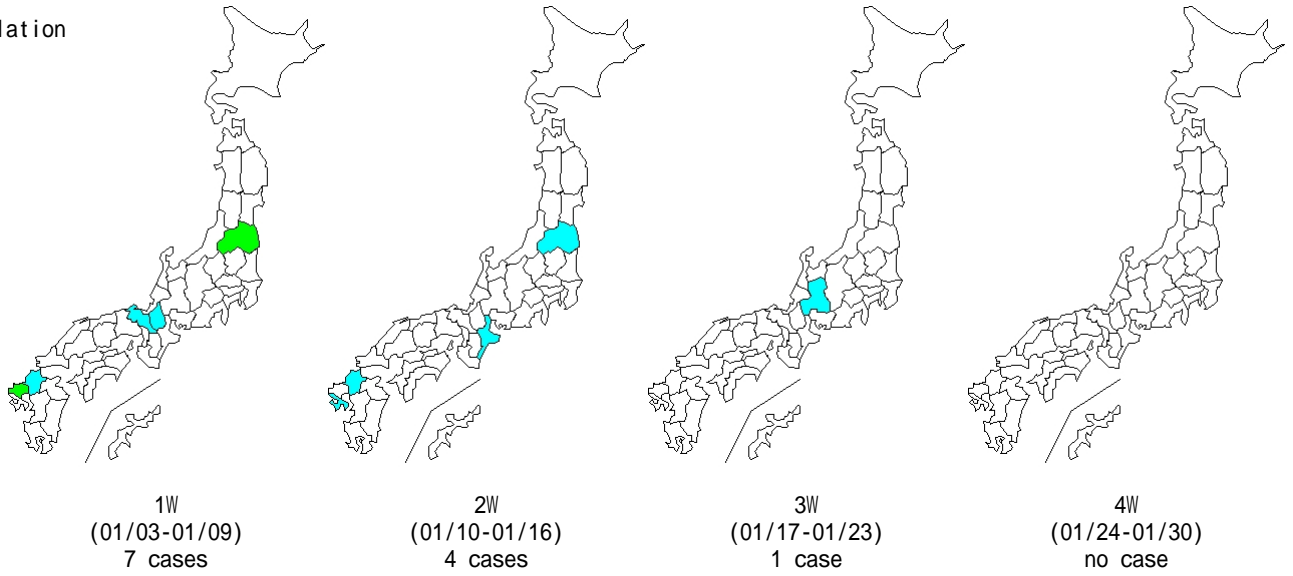 lation
1W
(01/03-01/09)
7 cases
2W
(01/10-01/16)
4 cases
3W
(01/17-01/23)
1 case
4W
(01/24-01/30)
no case